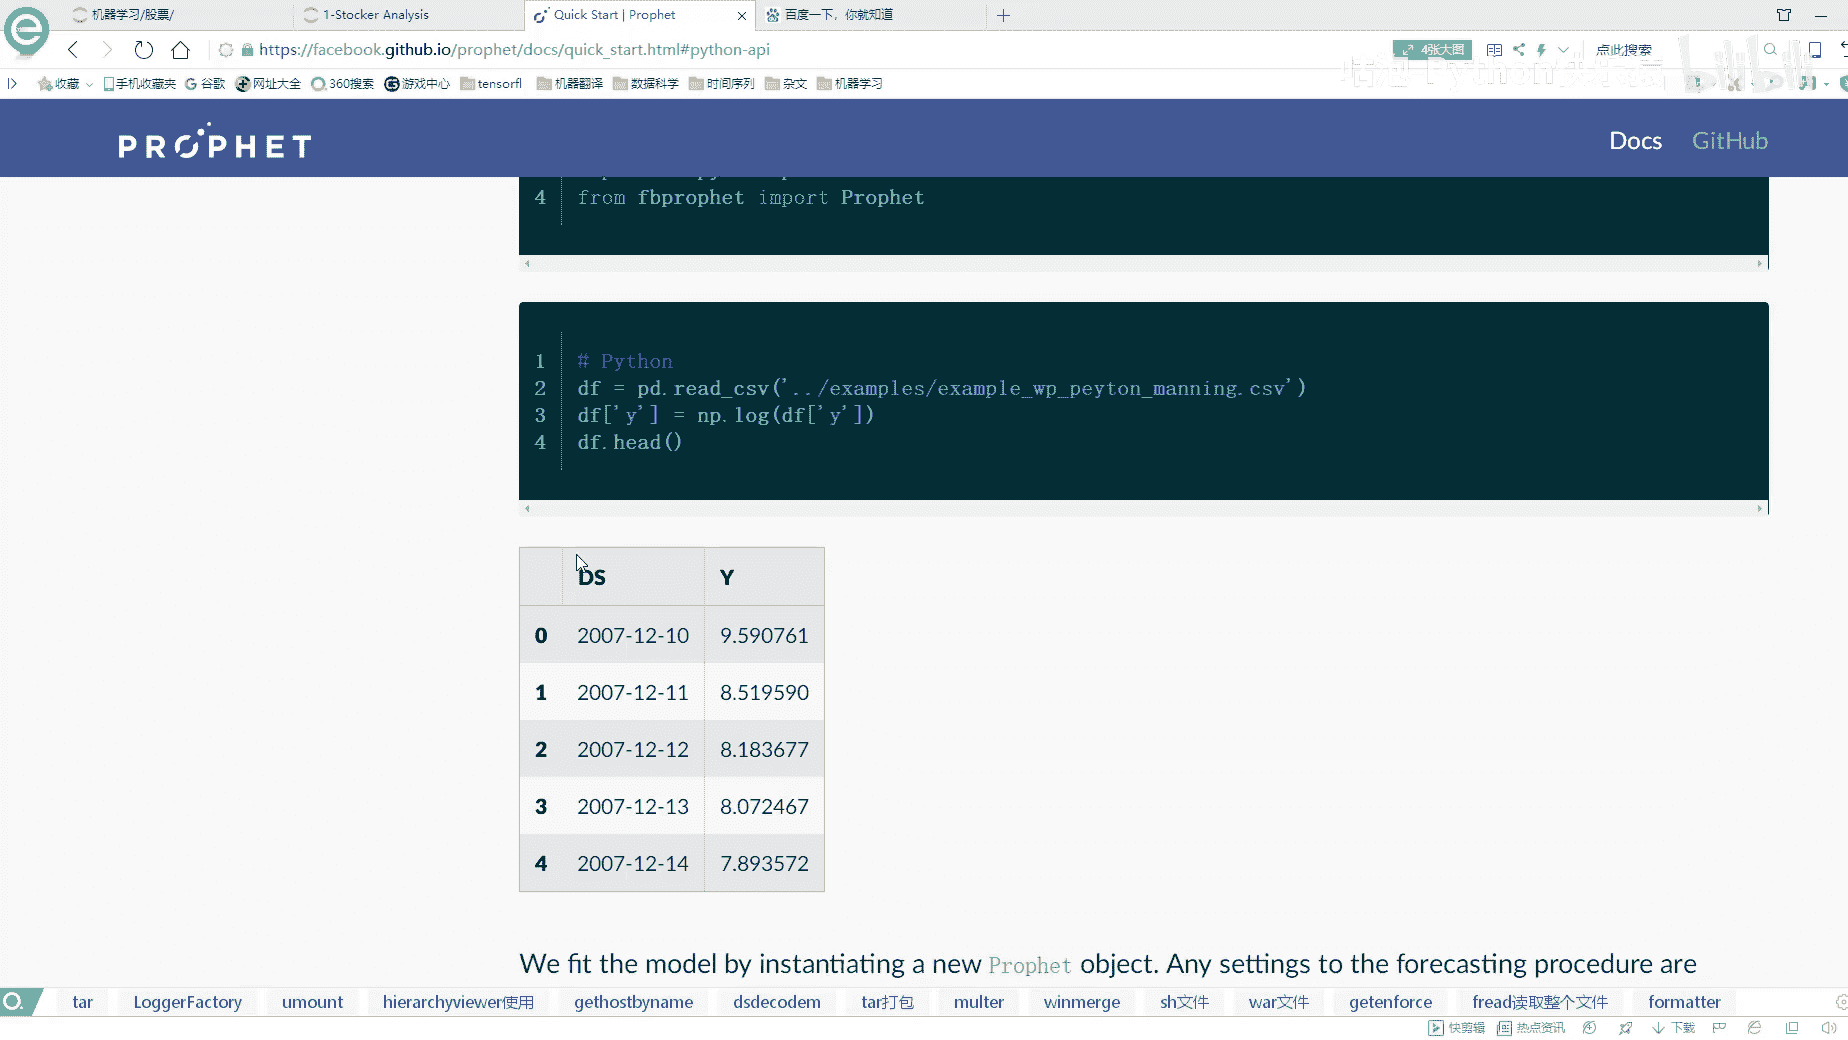 机器学习/股票/
1-Stocker Analysis
Quick Start | Prophet
百度一下，你就知道
https://facebook.github.io/prophet/docs/quick_start.html#python-api
4张大图
点此搜索
收藏
手机收藏夹
谷歌
网址大全
360搜索
游戏中心
tensorfl
机器翻译
数据科学
时间序列
杂文
机器学习
bilibili
PROPHET
Docs
GitHub
4 from fbprophet import Prophet
1 # Python
2 df = pd.read_csv('../examples/example_wp_peyton_manning.csv')
3 df['y'] = np.log(df['y'])
4 df.head()
DS Y
0 2007-12-10 9.590761
1 2007-12-11 8.519590
2 2007-12-12 8.183677
3 2007-12-13 8.072467
4 2007-12-14 7.893572
We fit the model by instantiating a new Prophet object. Any settings to the forecasting procedure are
tar
LoggerFactory
umount
hierarchyviewer使用
gethostbyname
dsdecodem
tar打包
multer
winmerge
sh文件
war文件
getenforce
fread读取整个文件
formatter
快剪辑
热点资讯
下载